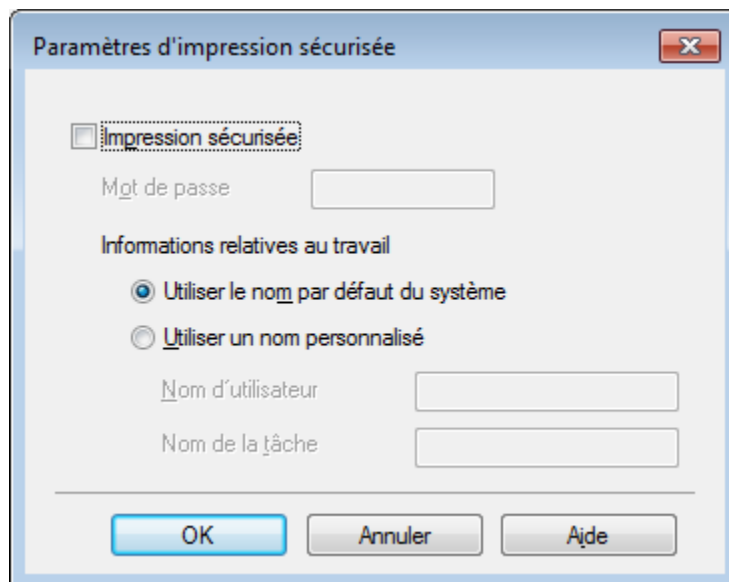 Paramètres d'impression sécurisée
Impression sécurisée
Mot de passe
Informations relatives au travail
Utiliser le nom par défaut du système
Utiliser un nom personnalisé
Nom d'utilisateur
Nom de la tâche
OK Annuler Aide